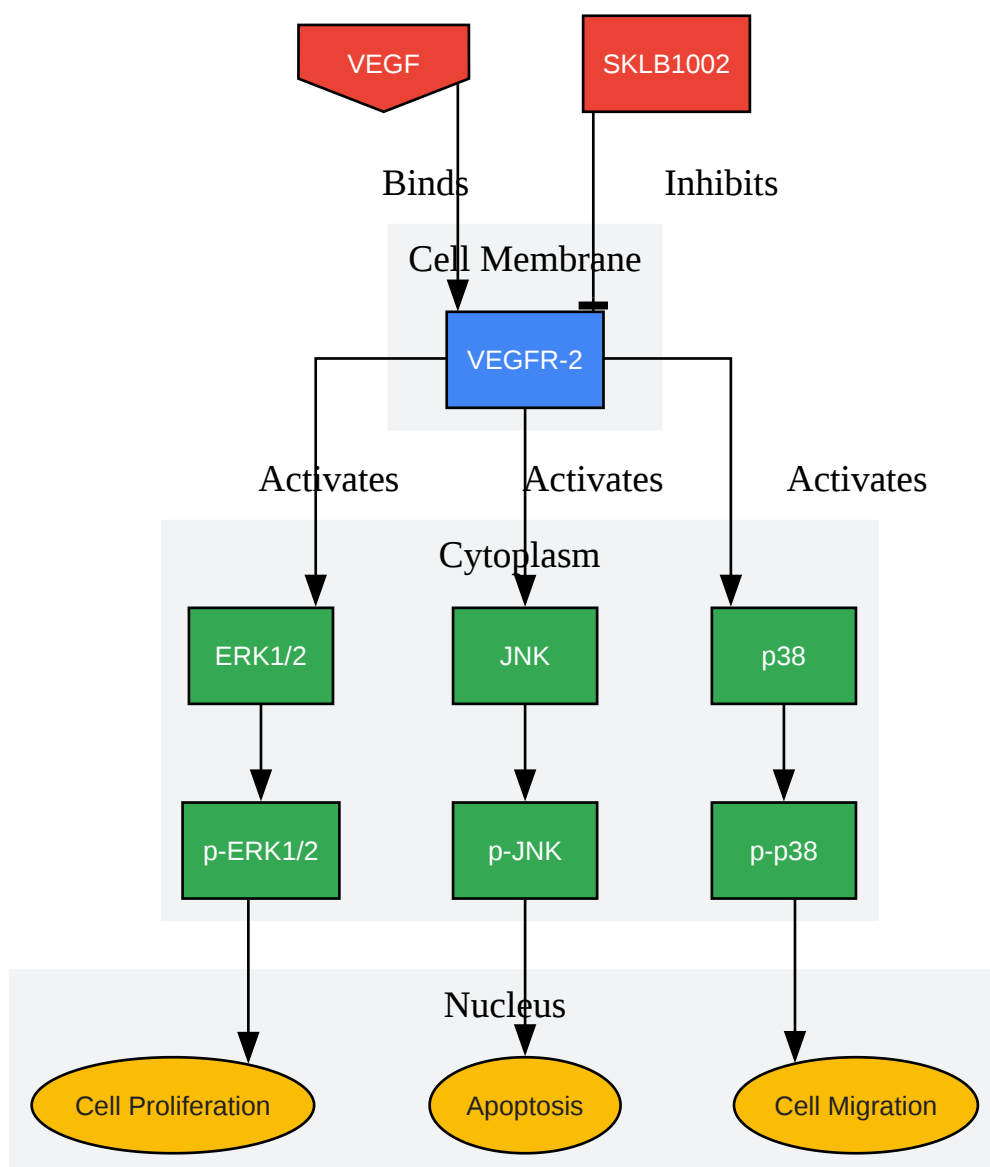 VEGF
SKLB1002
Binds
Inhibits
Cell Membrane
VEGFR-2
Activates
Activates
Activates
Cytoplasm
ERK1/2
JNK
p38
p-ERK1/2
p-JNK
p-p38
Nucleus
Cell Proliferation
Apoptosis
Cell Migration